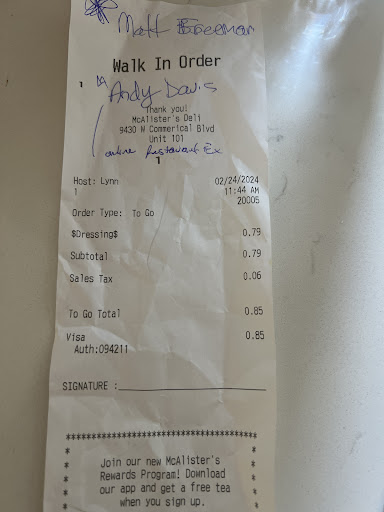 Matt Freeman
Walk In Order
1
Andy Davis
Thank you!
McAlister's Deli
9430 W Commerical Blvd
Unit 101
online Restaurant Ex
1
Host: Lynn 02/24/2024
1 11:44 AM
20005
Order Type: To Go
$Dressing$ 0.79
Subtotal 0.79
Sales Tax 0.06
To Go Total 0.85
Visa 0.85
Auth:094211
SIGNATURE :
Join our new McAlister's
Rewards Program! Download
our app and get a free tea
when you sign up.